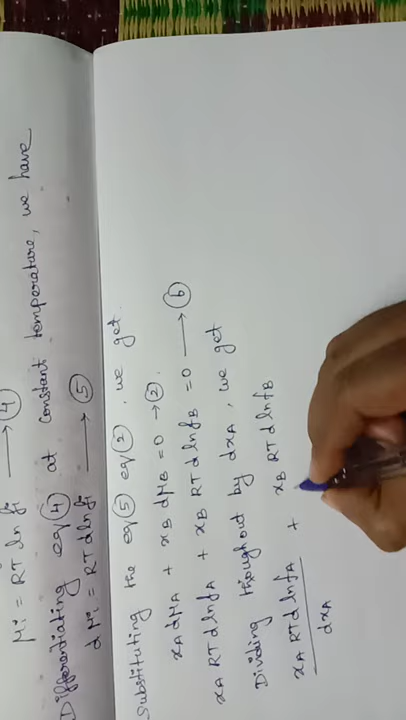 μi = RT ln fi → ④
Differentiating eq ④ at constant temperature, we have
dμi = RT d ln fi → ⑤
Substituting the eq ⑤ eq ②, we get.
xA dμA + xB dμB = 0 → ②.
xA RT d ln fA + xB RT d ln fB = 0 → ⑥
Dividing thoughout by dxA, we get
xA RT d ln fA / dxA + xB RT d ln fB